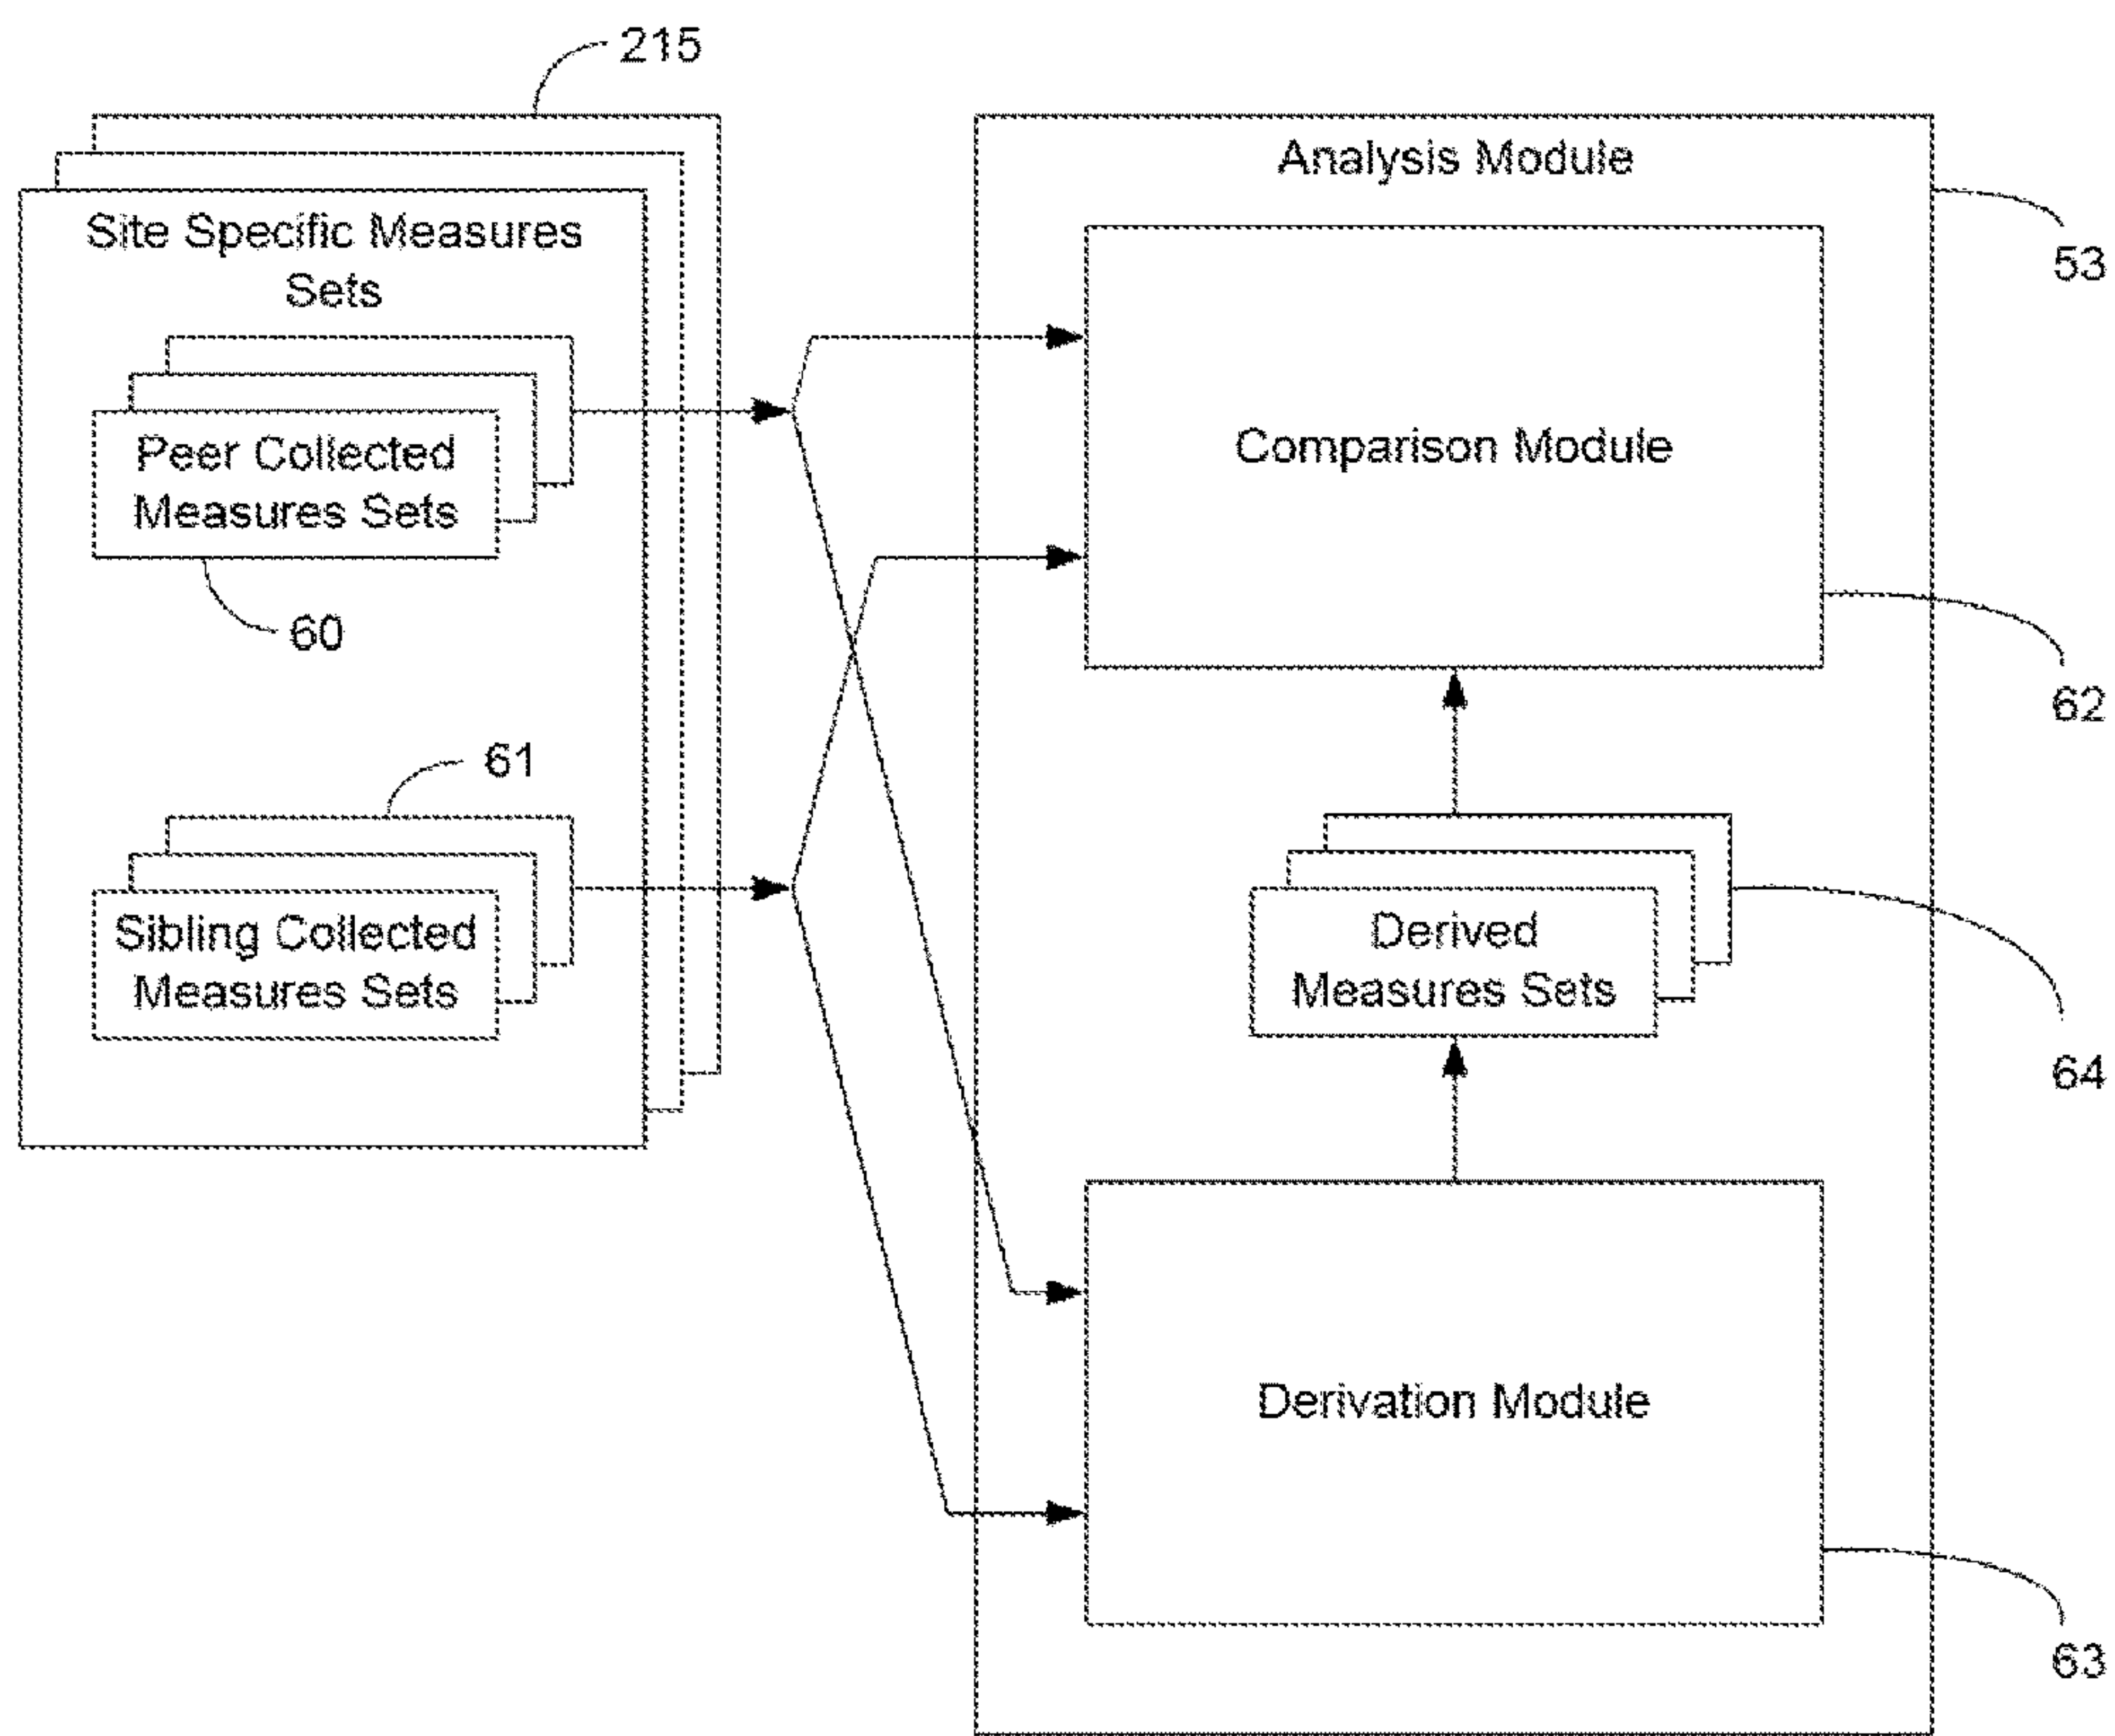 215
Analysis Module
Site Specific Measures
Sets
53
Peer Collected
Measures Sets
Comparison Module
60
62
61
Sibling Collected
Measures Sets
Derived
Measures Sets
64
Derivation Module
63